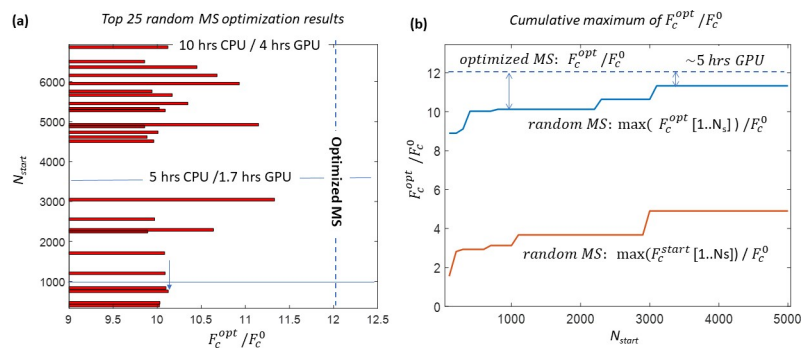 (a)
Top 25 random MS optimization results
10 hrs CPU / 4 hrs GPU
6000
5000
4000
3000
2000
1000
N_start
5 hrs CPU /1.7 hrs GPU
Optimized MS
9
9.5
10
10.5
11
11.5
12
12.5
F_c^opt /F_c^0
(b)
Cumulative maximum of F_c^opt /F_c^0
14
12
10
8
6
4
2
0
F_c^opt /F_c^0
optimized MS: F_c^opt /F_c^0
~5 hrs GPU
random MS: max( F_c^opt [1..N_s] ) /F_c^0
random MS: max(F_c^start [1..Ns]) / F_c^0
1000
2000
3000
4000
5000
N_start